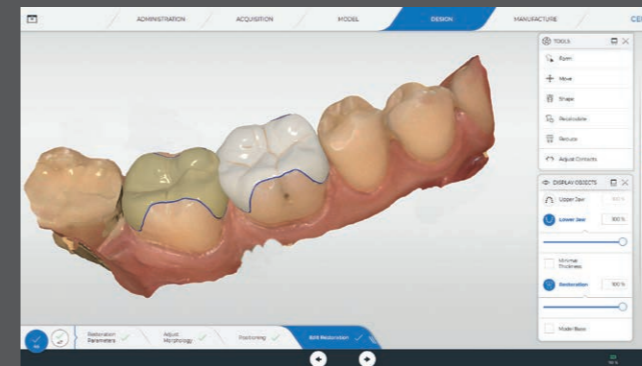 ADMINISTRATION
ACQUISITION
MODEL
DESIGN
MANUFACTURE
CE
TOOLS
Form
Move
Shape
Recalculate
Reduce
Adjust Contacts
DISPLAY OBJECTS
Upper Jaw
Lower Jaw 100 %
Minimal
Thickness
Restoration 100 %
Model Base
Restoration
Parameters
Adjust
Morphology
Positioning
Edit Restoration